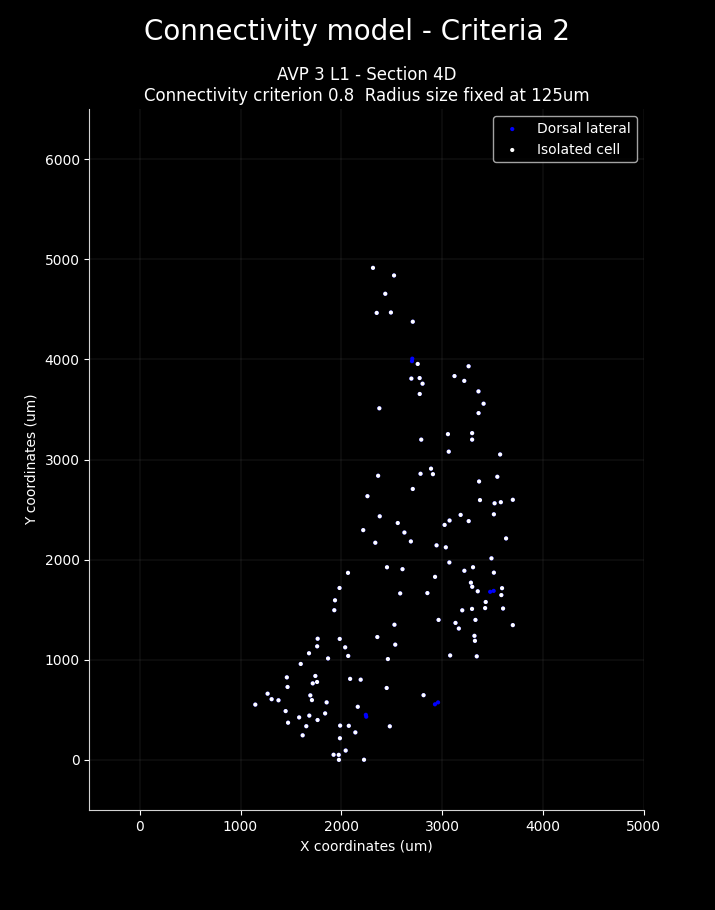 Connectivity model - Criteria 2
AVP 3 L1 - Section 4D
Connectivity criterion 0.8  Radius size fixed at 125um
Dorsal lateral
Isolated cell
6000
5000
4000
3000
2000
1000
0
Y coordinates (um)
0 1000 2000 3000 4000 5000
X coordinates (um)